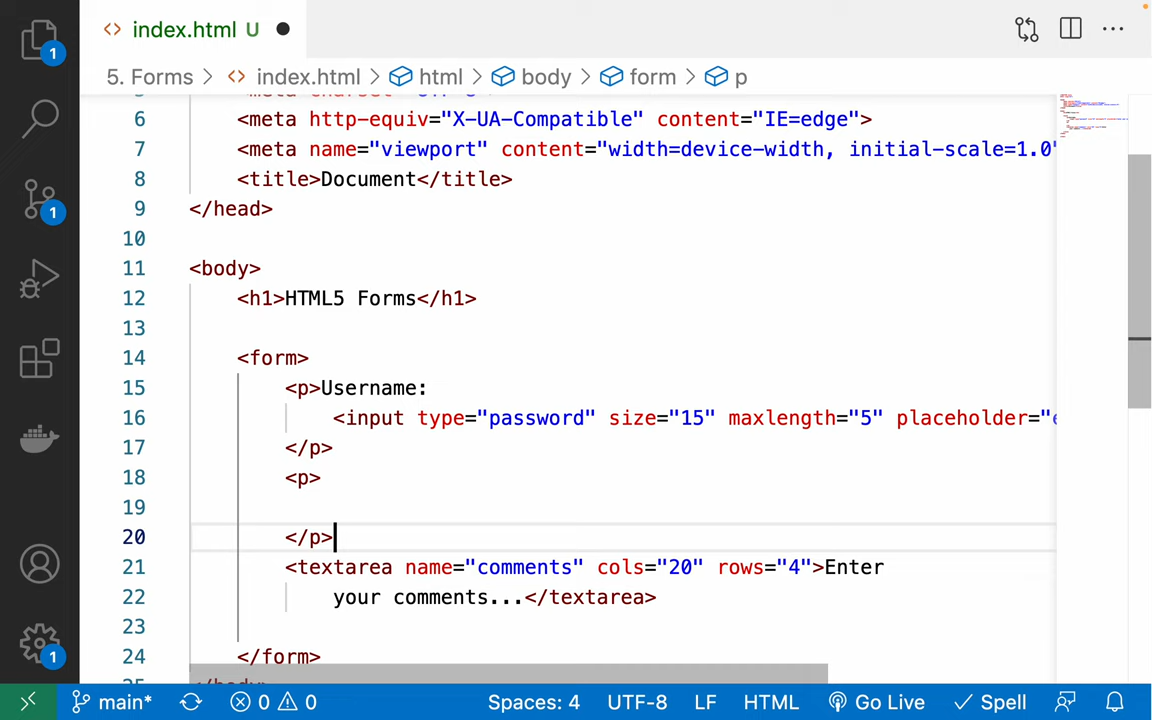 index.html U
1
5. Forms > index.html > html > body > form > p
6 <meta http-equiv="X-UA-Compatible" content="IE=edge">
7 <meta name="viewport" content="width=device-width, initial-scale=1.0"
8 <title>Document</title>
9 </head>
10
11 <body>
12 <h1>HTML5 Forms</h1>
13
14 <form>
15 <p>Username:
16 <input type="password" size="15" maxlength="5" placeholder="e
17 </p>
18 <p>
19
20 </p>
21 <textarea name="comments" cols="20" rows="4">Enter
22 your comments...</textarea>
23
24 </form>
1
1
main* 0 0 Spaces: 4 UTF-8 LF HTML Go Live Spell